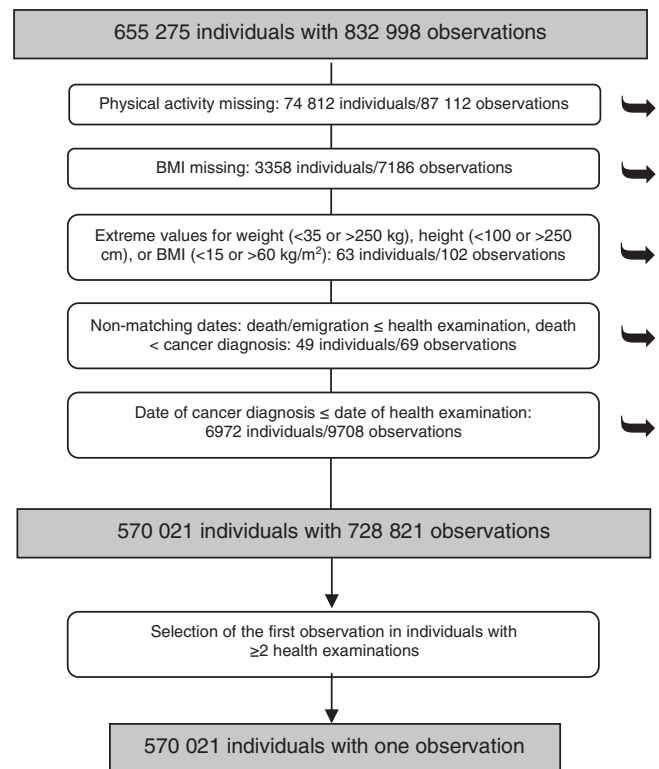 655 275 individuals with 832 998 observations
Physical activity missing: 74 812 individuals/87 112 observations
BMI missing: 3358 individuals/7186 observations
Extreme values for weight (<35 or >250 kg), height (<100 or >250
cm), or BMI (<15 or >60 kg/m²): 63 individuals/102 observations
Non-matching dates: death/emigration ≤ health examination, death
< cancer diagnosis: 49 individuals/69 observations
Date of cancer diagnosis ≤ date of health examination:
6972 individuals/9708 observations
570 021 individuals with 728 821 observations
Selection of the first observation in individuals with
≥2 health examinations
570 021 individuals with one observation